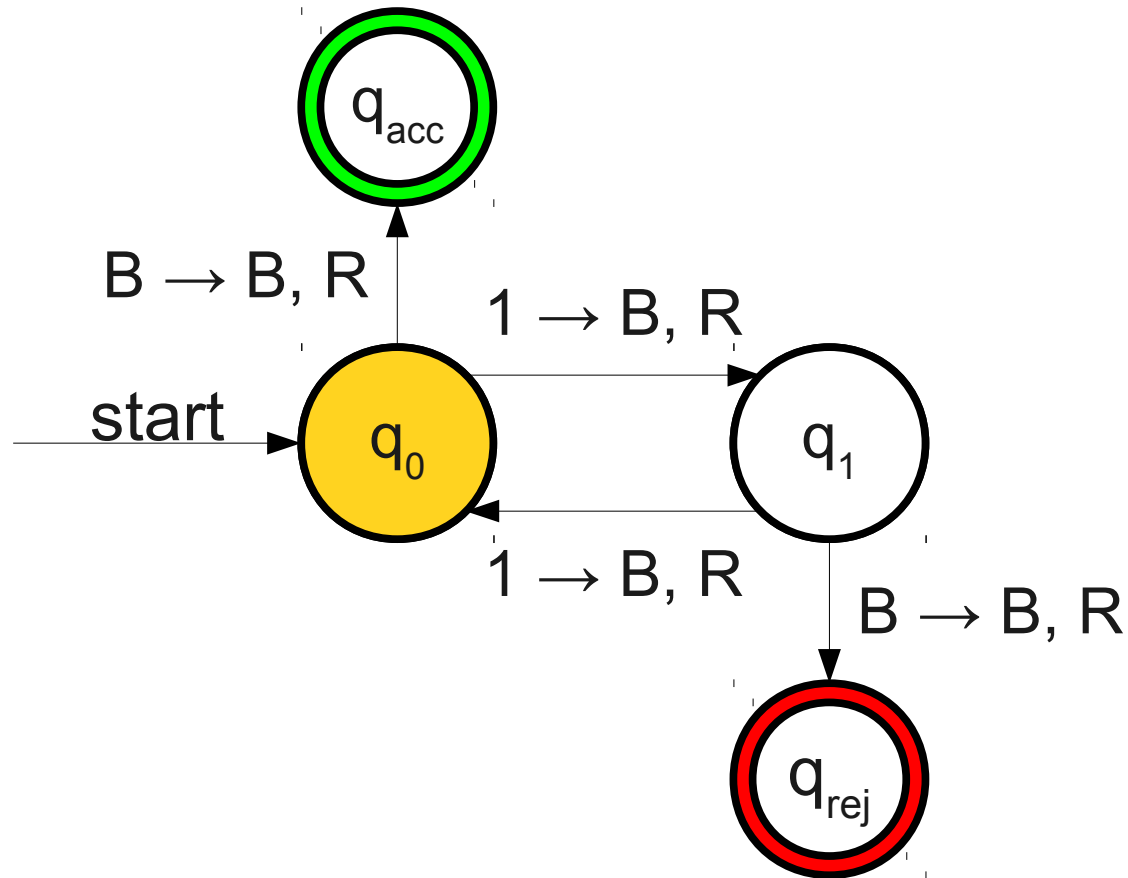 q_acc
B → B, R
1 → B, R
start
q_0
q_1
1 → B, R
B → B, R
q_rej